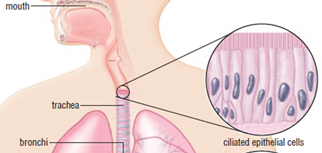 mouth
trachea
bronchi
ciliated epithelial cells